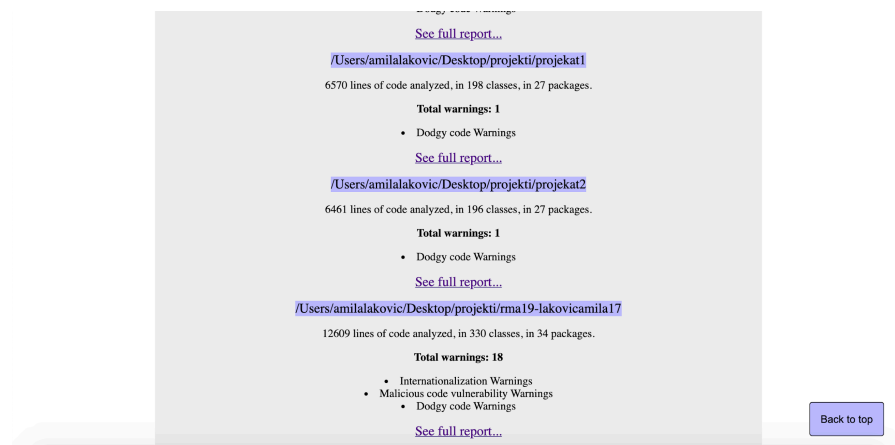 Dodgy code Warnings
See full report...
/Users/amilalakovic/Desktop/projekti/projekat1
6570 lines of code analyzed, in 198 classes, in 27 packages.
Total warnings: 1
• Dodgy code Warnings
See full report...
/Users/amilalakovic/Desktop/projekti/projekat2
6461 lines of code analyzed, in 196 classes, in 27 packages.
Total warnings: 1
• Dodgy code Warnings
See full report...
/Users/amilalakovic/Desktop/projekti/rma19-lakovicamila17
12609 lines of code analyzed, in 330 classes, in 34 packages.
Total warnings: 18
• Internationalization Warnings
• Malicious code vulnerability Warnings
• Dodgy code Warnings
Back to top
See full report...